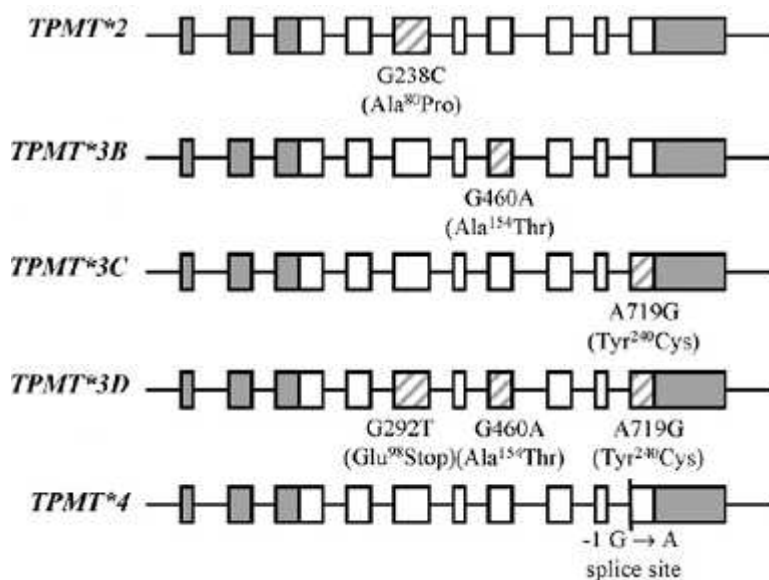 TPMT*2
G238C
(Ala80Pro)
TPMT*3B
G460A
(Ala154Thr)
TPMT*3C
A719G
(Tyr240Cys)
TPMT*3D
G292T G460A A719G
(Glu98Stop)(Ala154Thr) (Tyr240Cys)
TPMT*4
-1 G → A
splice site